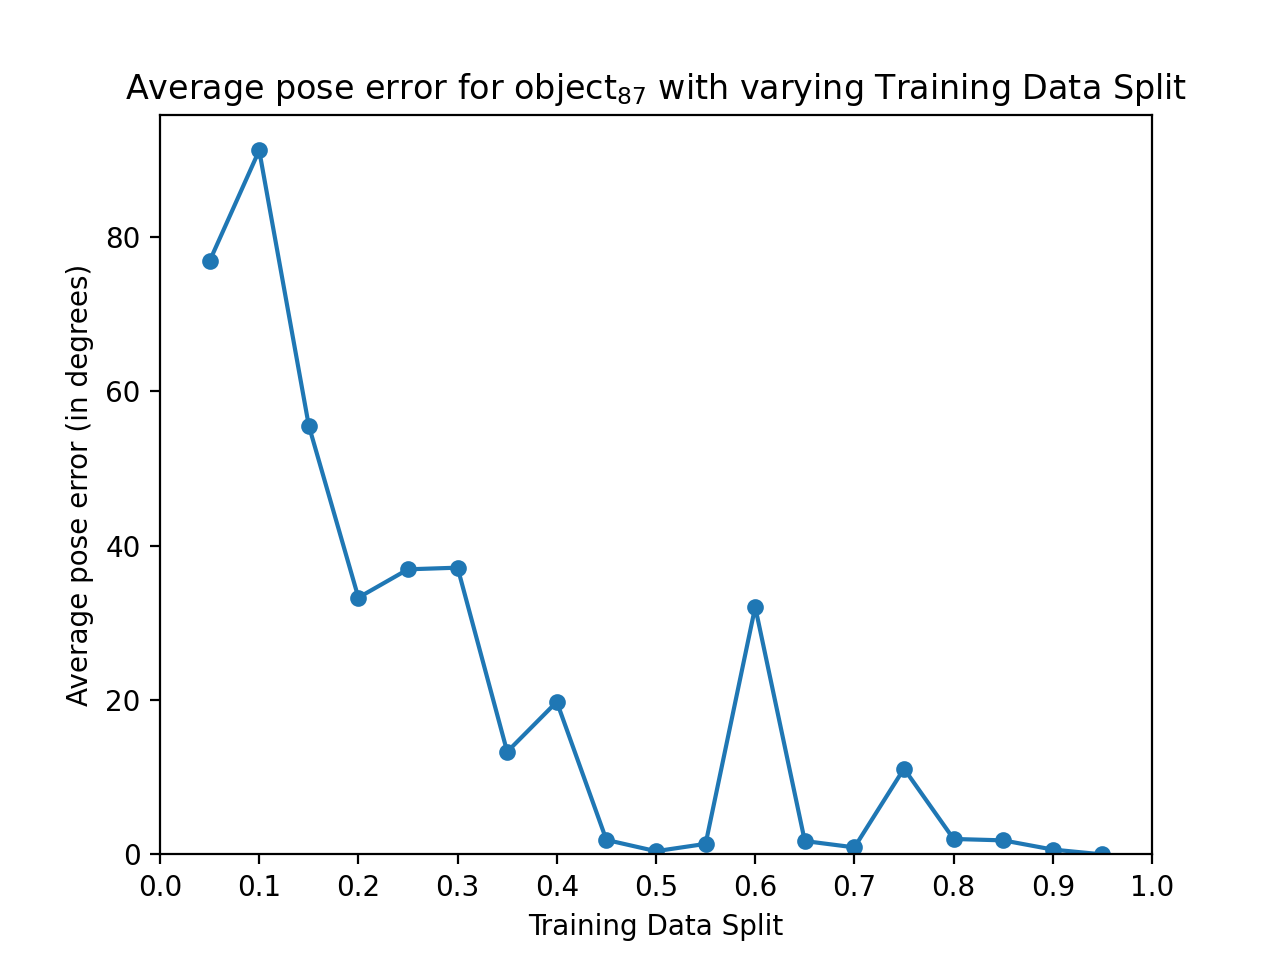 Average pose error for object₈₇ with varying Training Data Split
Average pose error (in degrees)
80
60
40
20
0
0.0 0.1 0.2 0.3 0.4 0.5 0.6 0.7 0.8 0.9 1.0
Training Data Split